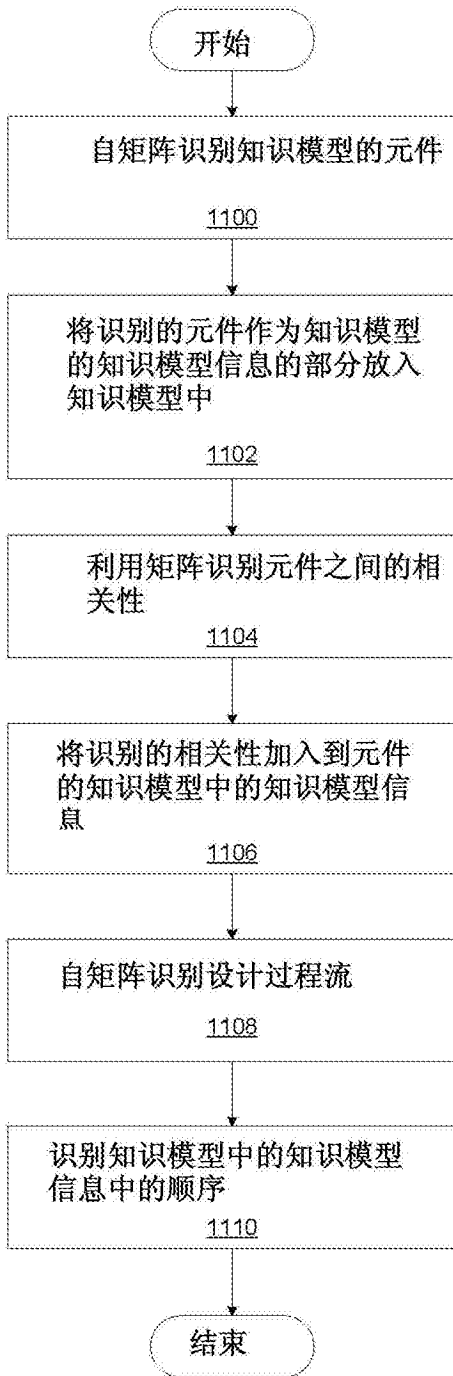 开始
自矩阵识别知识模型的元件
1100
将识别的元件作为知识模型
的知识模型信息的部分放入
知识模型中
1102
利用矩阵识别元件之间的相
关性
1104
将识别的相关性加入到元件
的知识模型中的知识模型信
息
1106
自矩阵识别设计过程流
1108
识别知识模型中的知识模型
信息中的顺序
1110
结束